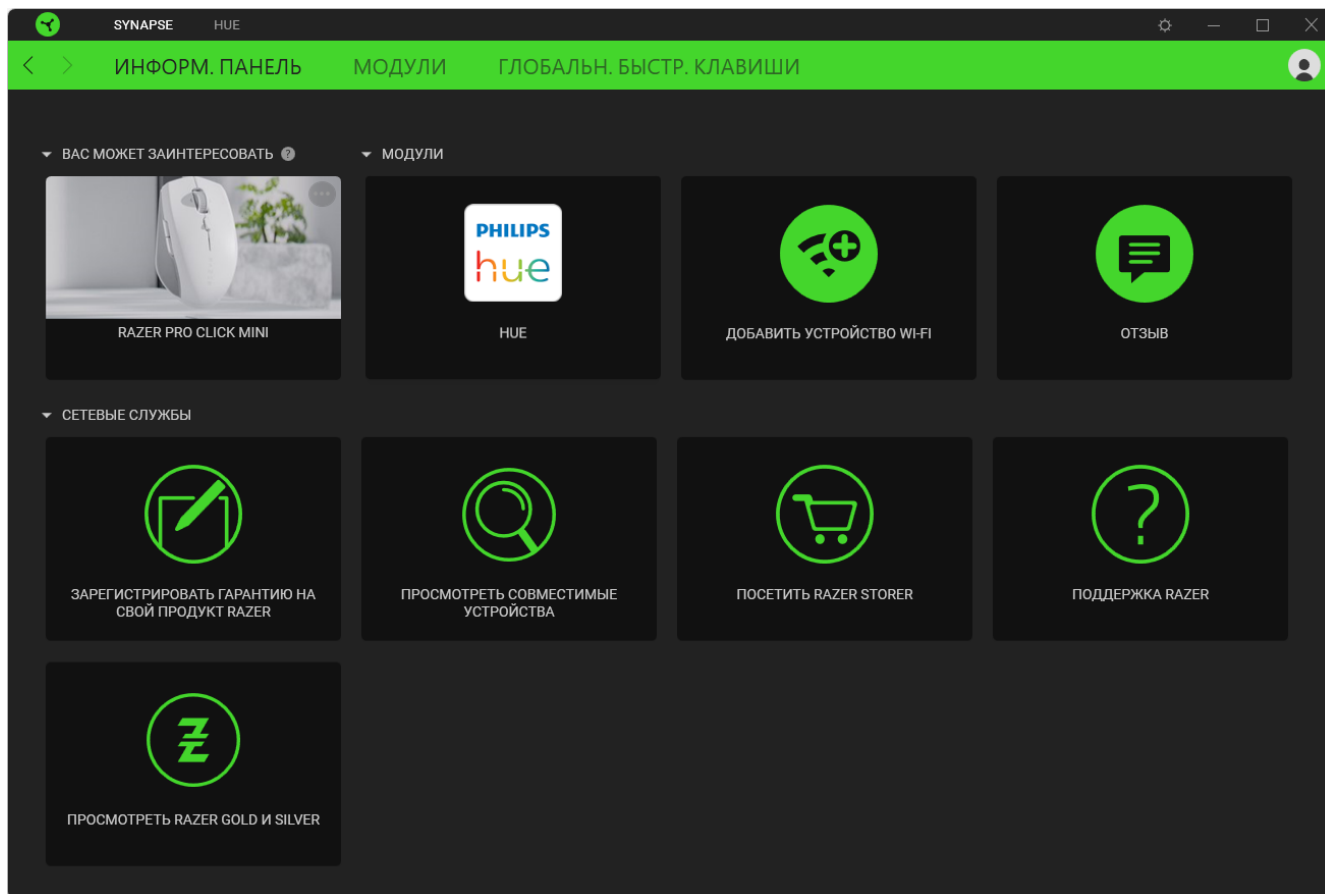 SYNAPSE HUE
ИНФОРМ. ПАНЕЛЬ МОДУЛИ ГЛОБАЛЬН. БЫСТР. КЛАВИШИ
ВАС МОЖЕТ ЗАИНТЕРЕСОВАТЬ ?
МОДУЛИ
RAZER PRO CLICK MINI
PHILIPS
hue
HUE
ДОБАВИТЬ УСТРОЙСТВО WI-FI
ОТЗЫВ
СЕТЕВЫЕ СЛУЖБЫ
ЗАРЕГИСТРИРОВАТЬ ГАРАНТИЮ НА
СВОЙ ПРОДУКТ RAZER
ПРОСМОТРЕТЬ СОВМЕСТИМЫЕ
УСТРОЙСТВА
ПОСЕТИТЬ RAZER STORER
ПОДДЕРЖКА RAZER
ПРОСМОТРЕТЬ RAZER GOLD И SILVER